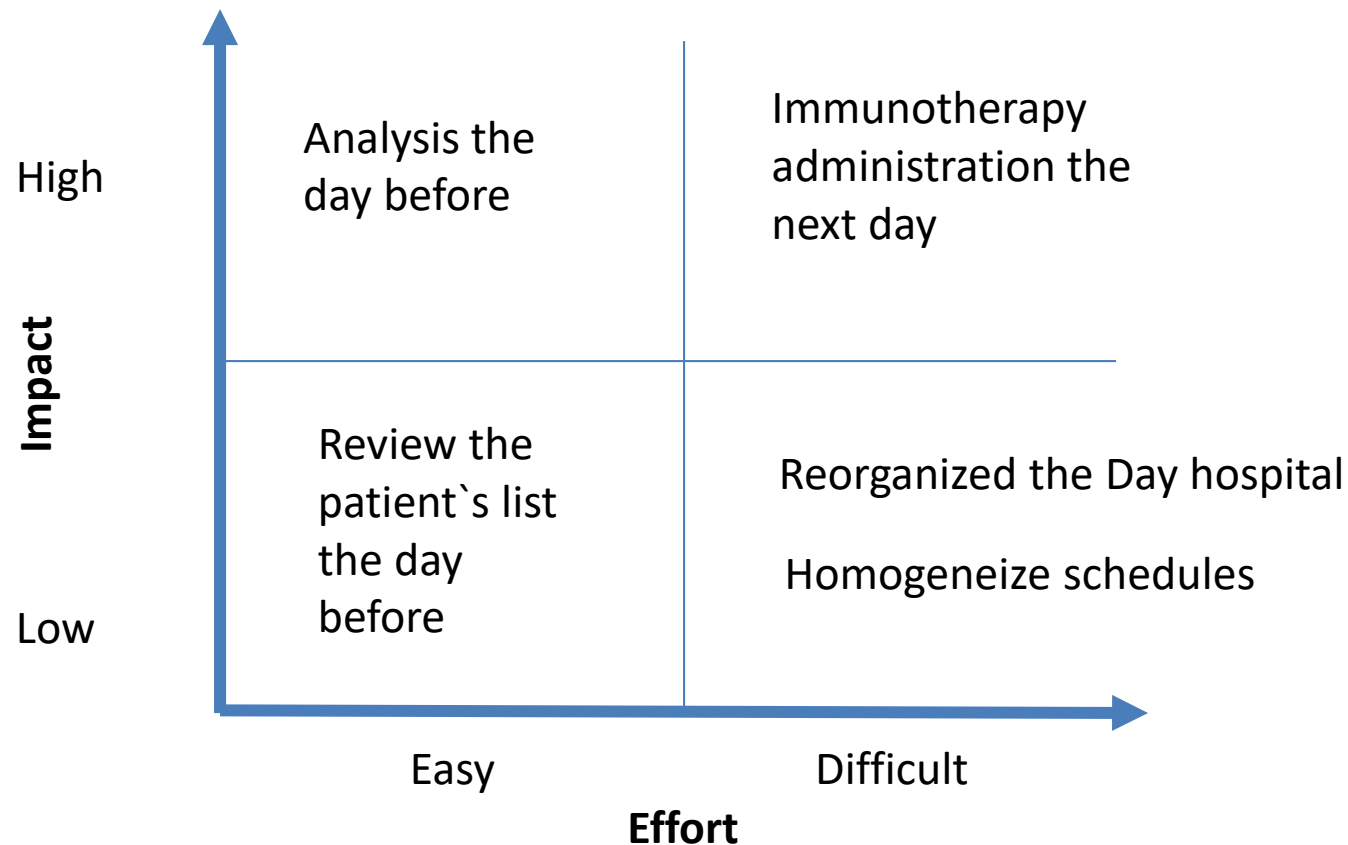 High
Impact
Low
Analysis the
day before
Immunotherapy
administration the
next day
Review the
patient`s list
the day
before
Reorganized the Day hospital
Homogeneize schedules
Easy
Difficult
Effort